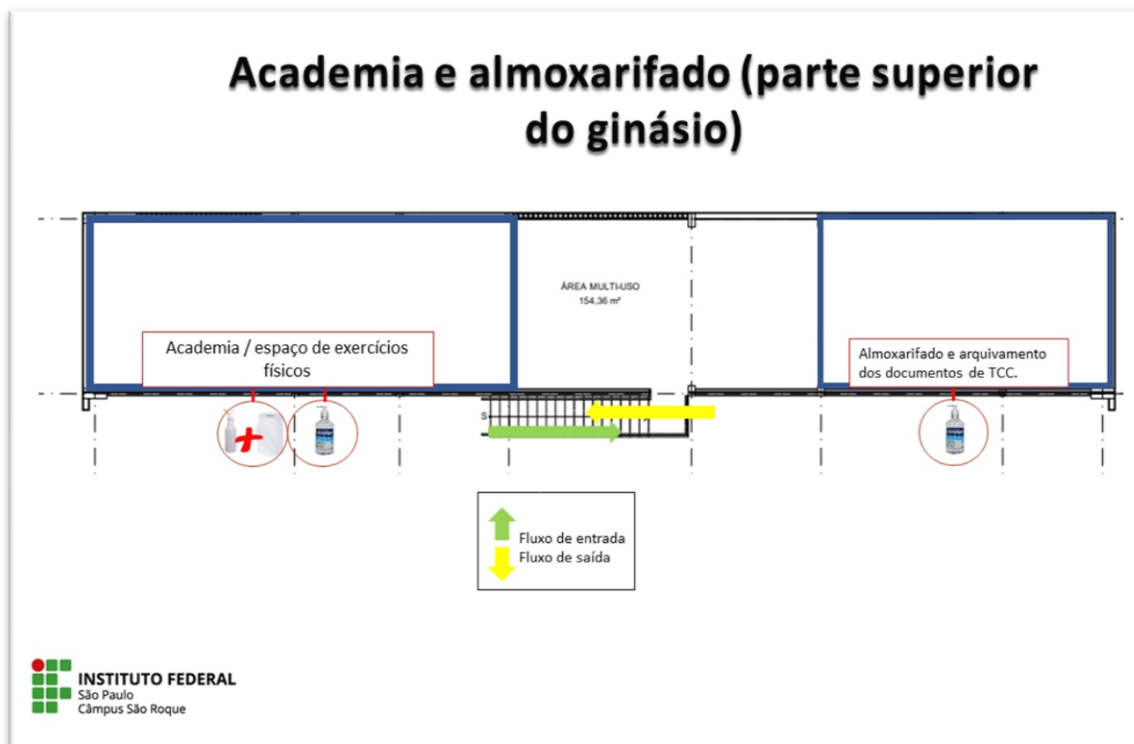 Academia e almoxarifado (parte superior
do ginásio)
ÁREA MULTI-USO
154,36 m²
Academia / espaço de exercícios
físicos
Almoxarifado e arquivamento
dos documentos de TCC.
S
Fluxo de entrada
Fluxo de saída
INSTITUTO FEDERAL
São Paulo
Câmpus São Roque